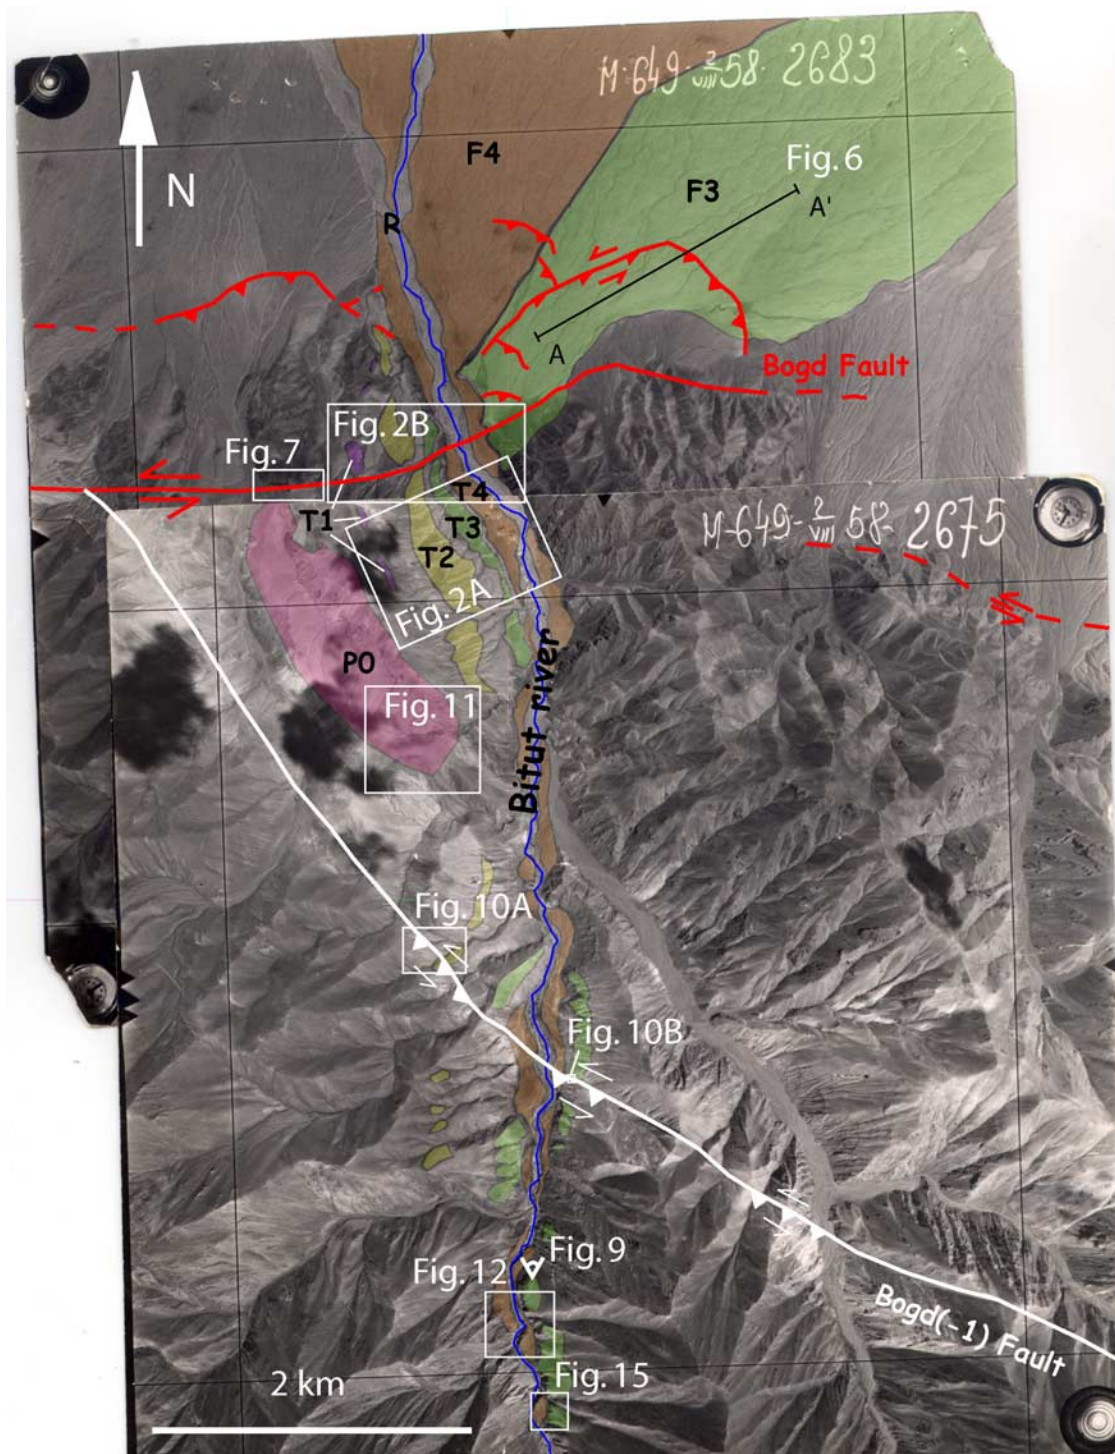 M-649-2/VIII 58- 2683
N
F4
F3
Fig. 6
A'
R
A
Bogd Fault
Fig. 2B
Fig. 7
T1
T4
T3
T2
M-649-2/VIII 58- 2675
Fig. 2A
P0
Fig. 11
Bitut river
Fig. 10A
Fig. 10B
Fig. 9
Fig. 12
Bogd(-1) Fault
2 km
Fig. 15